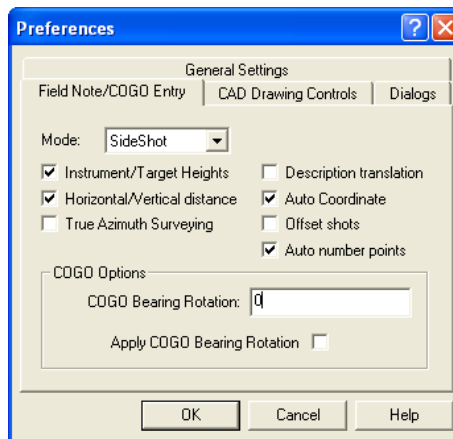 Preferences
General Settings
Field Note/COGO Entry CAD Drawing Controls Dialogs
Mode: SideShot
Instrument/Target Heights Description translation
Horizontal/Vertical distance Auto Coordinate
True Azimuth Surveying Offset shots
Auto number points
COGO Options
COGO Bearing Rotation: 0
Apply COGO Bearing Rotation
OK Cancel Help